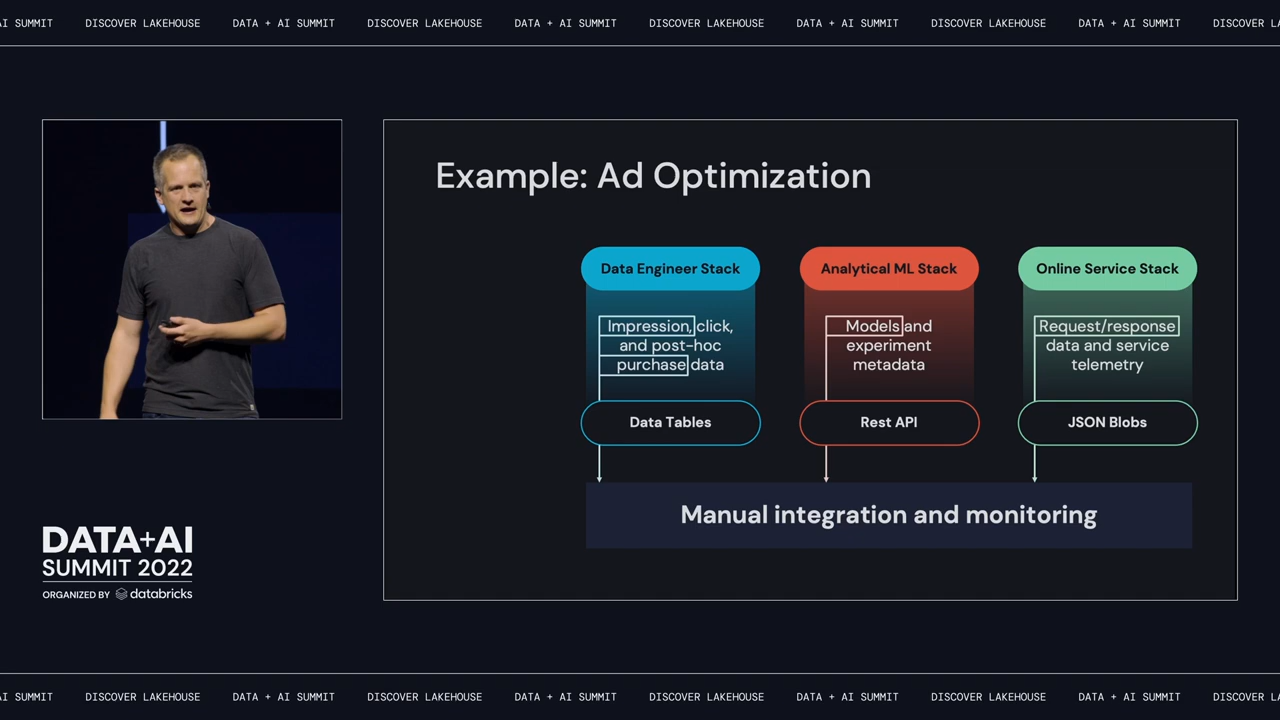 AI SUMMIT DISCOVER LAKEHOUSE DATA + AI SUMMIT DISCOVER LAKEHOUSE DATA + AI SUMMIT DISCOVER LAKEHOUSE DATA + AI SUMMIT DISCOVER LAKEHOUSE DATA + AI SUMMIT DISCOVER
Example: Ad Optimization
Data Engineer Stack
Impression, click,
and post-hoc
purchase data
Data Tables
Analytical ML Stack
Models and
experiment
metadata
Rest API
Online Service Stack
Request/response
data and service
telemetry
JSON Blobs
Manual integration and monitoring
DATA+AI
SUMMIT 2022
ORGANIZED BY databricks
AI SUMMIT DISCOVER LAKEHOUSE DATA + AI SUMMIT DISCOVER LAKEHOUSE DATA + AI SUMMIT DISCOVER LAKEHOUSE DATA + AI SUMMIT DISCOVER LAKEHOUSE DATA + AI SUMMIT DISCOVER